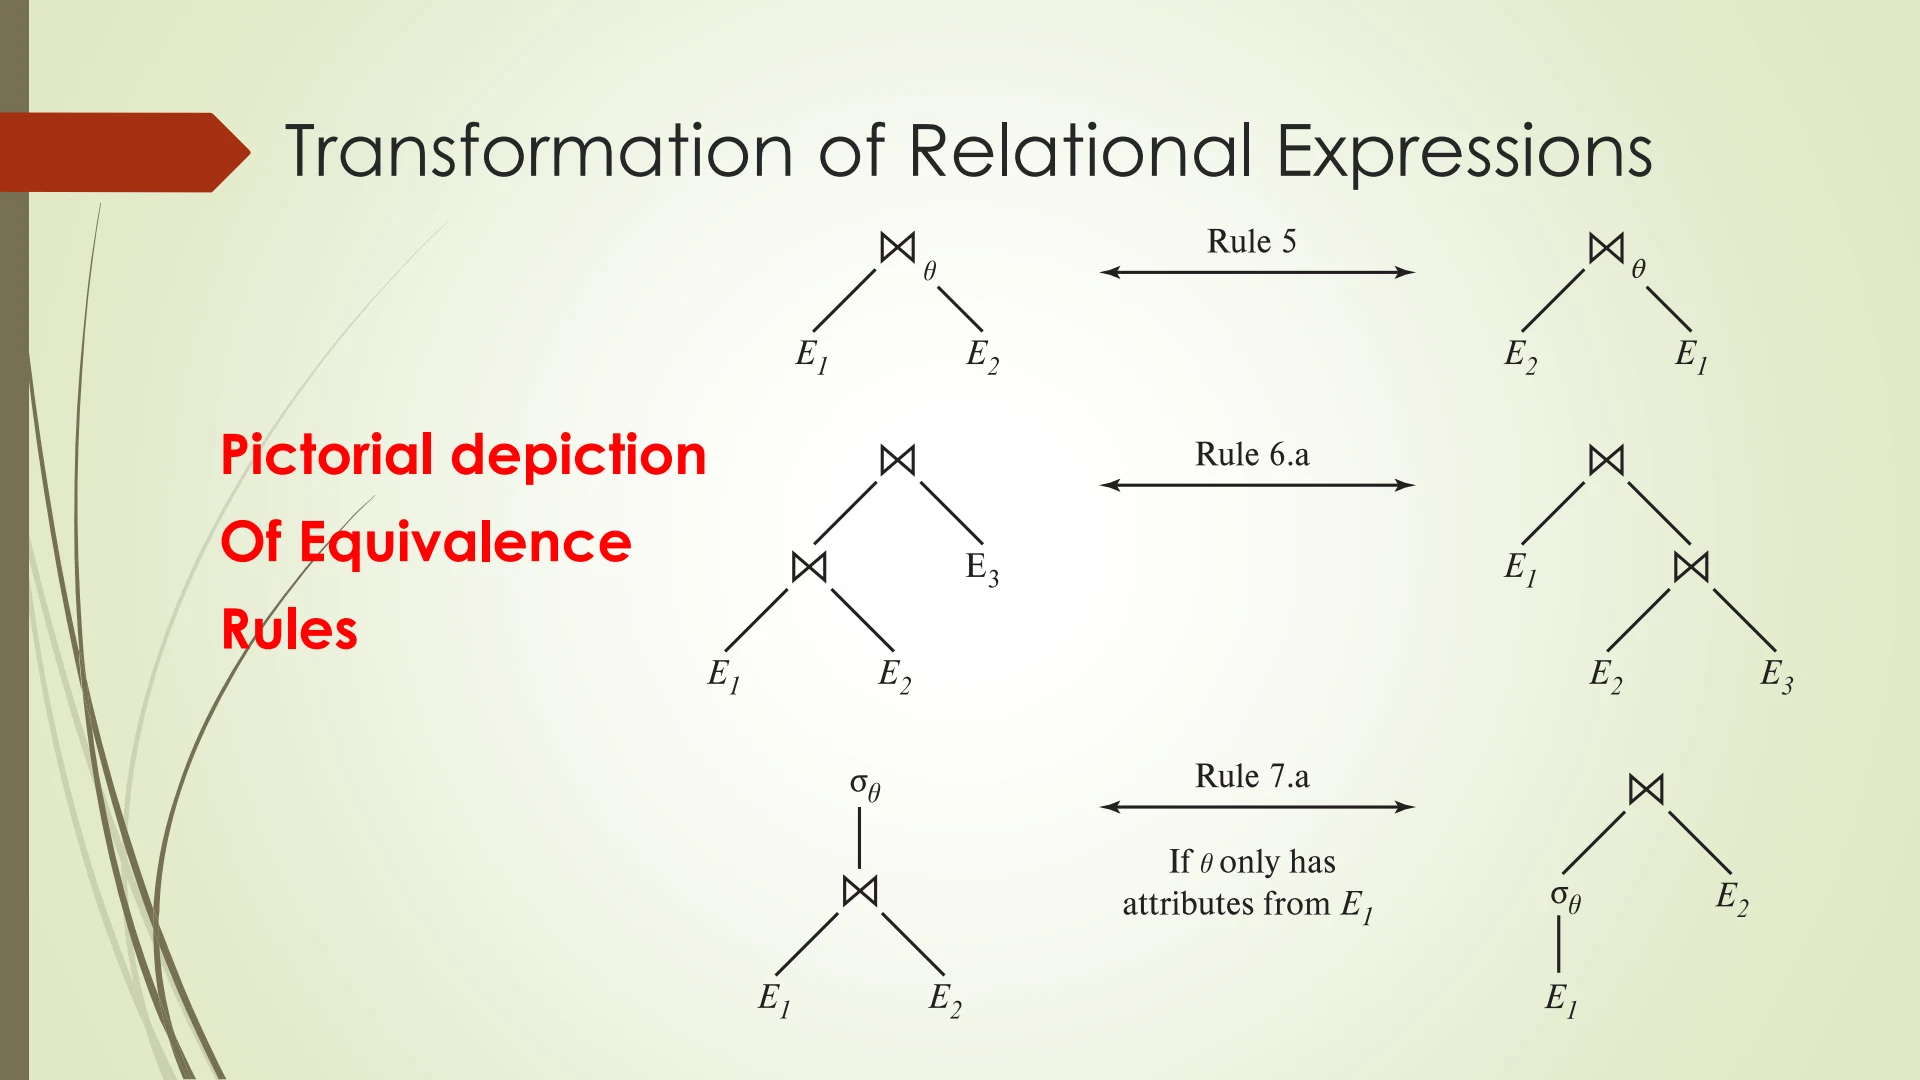 Transformation of Relational Expressions
Pictorial depiction
Of Equivalence
Rules
⋈θ
Rule 5
⋈θ
E1 E2
E2 E1
⋈
Rule 6.a
⋈
⋈ E3
E1 ⋈
E1 E2
E2 E3
σθ
Rule 7.a
⋈
⋈
If θ only has
attributes from E1
σθ E2
E1 E2
E1